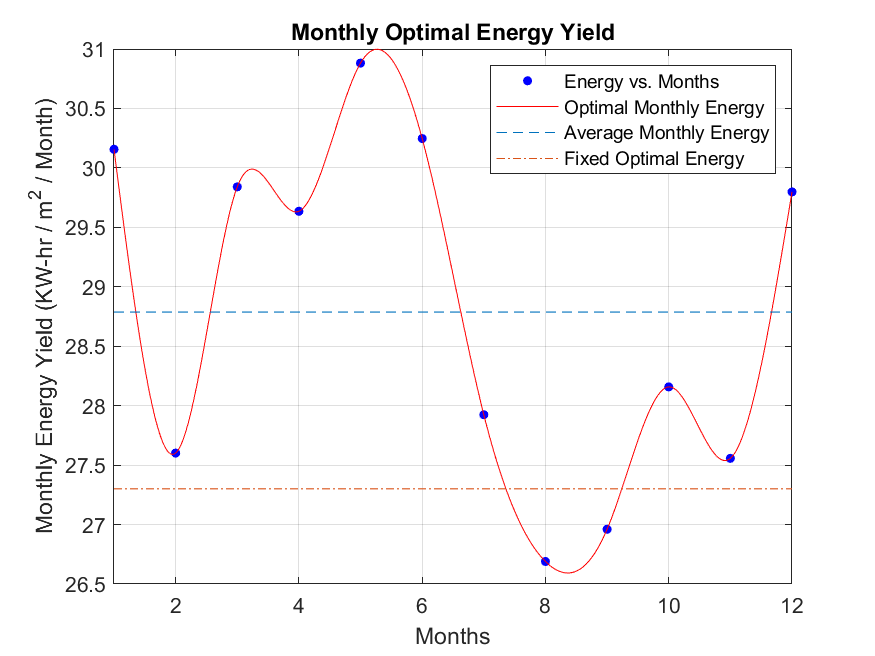 Monthly Optimal Energy Yield
Energy vs. Months
Optimal Monthly Energy
Average Monthly Energy
Fixed Optimal Energy
Monthly Energy Yield (KW-hr / m² / Month)
31
30.5
30
29.5
29
28.5
28
27.5
27
26.5
2 4 6 8 10 12
Months